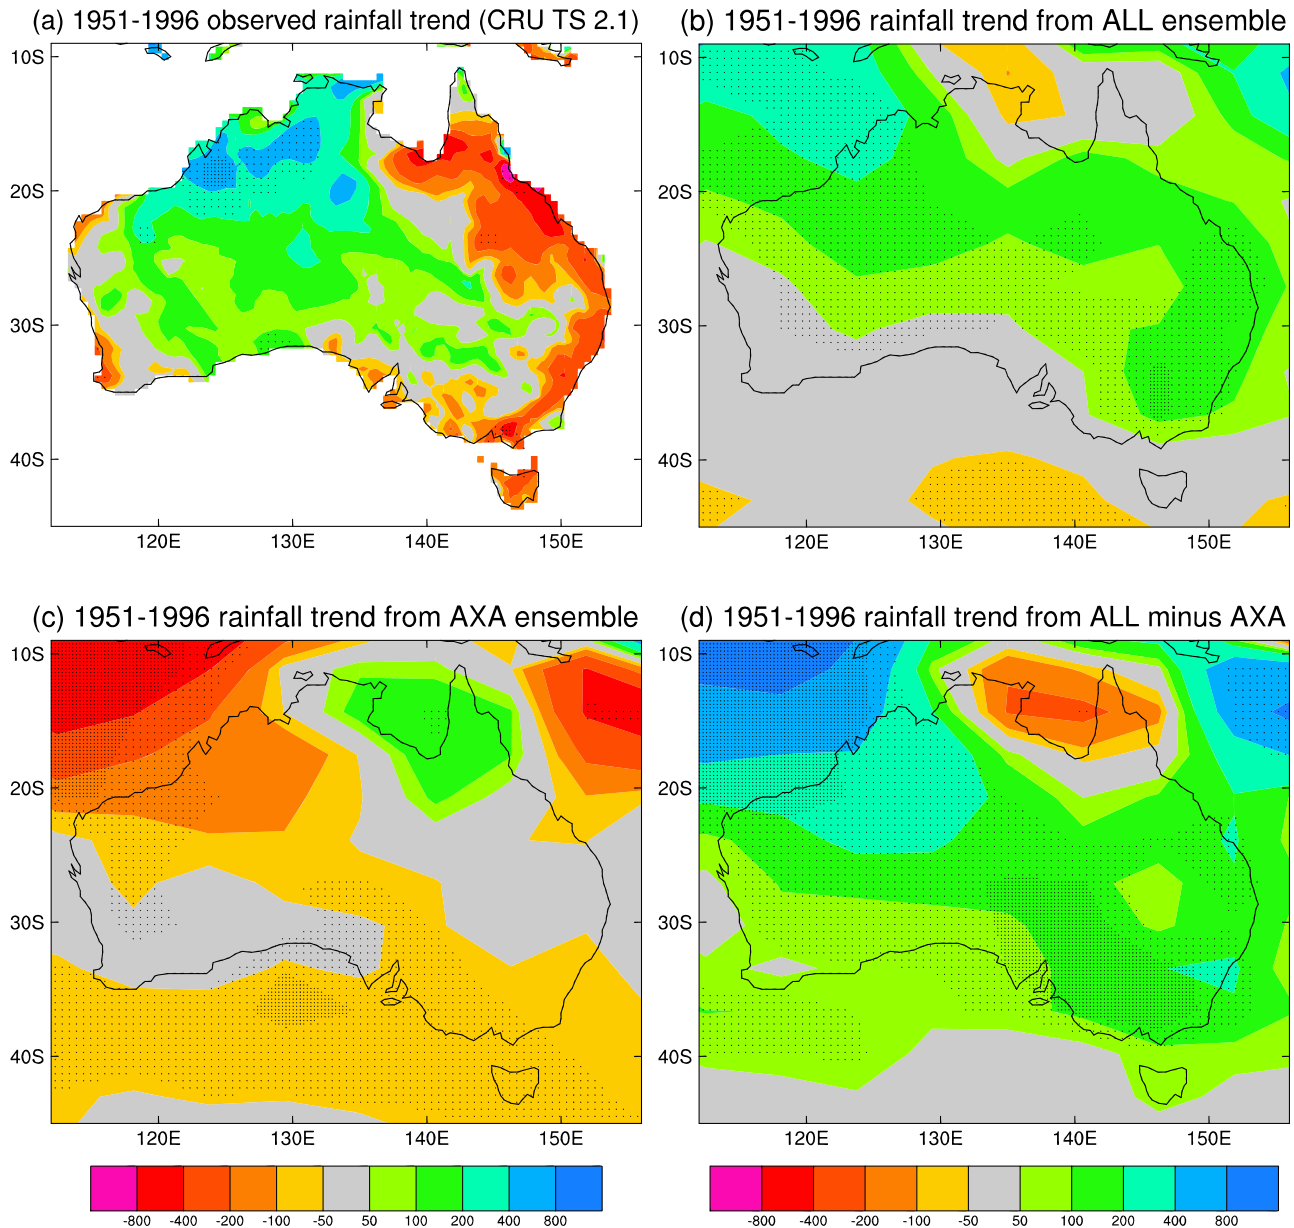 (a) 1951-1996 observed rainfall trend (CRU TS 2.1)
(b) 1951-1996 rainfall trend from ALL ensemble
10S
20S
30S
40S
120E 130E 140E 150E
10S
20S
30S
40S
120E 130E 140E 150E
(c) 1951-1996 rainfall trend from AXA ensemble
(d) 1951-1996 rainfall trend from ALL minus AXA
10S
20S
30S
40S
120E 130E 140E 150E
10S
20S
30S
40S
120E 130E 140E 150E
-800 -400 -200 -100 -50 50 100 200 400 800
-800 -400 -200 -100 -50 50 100 200 400 800